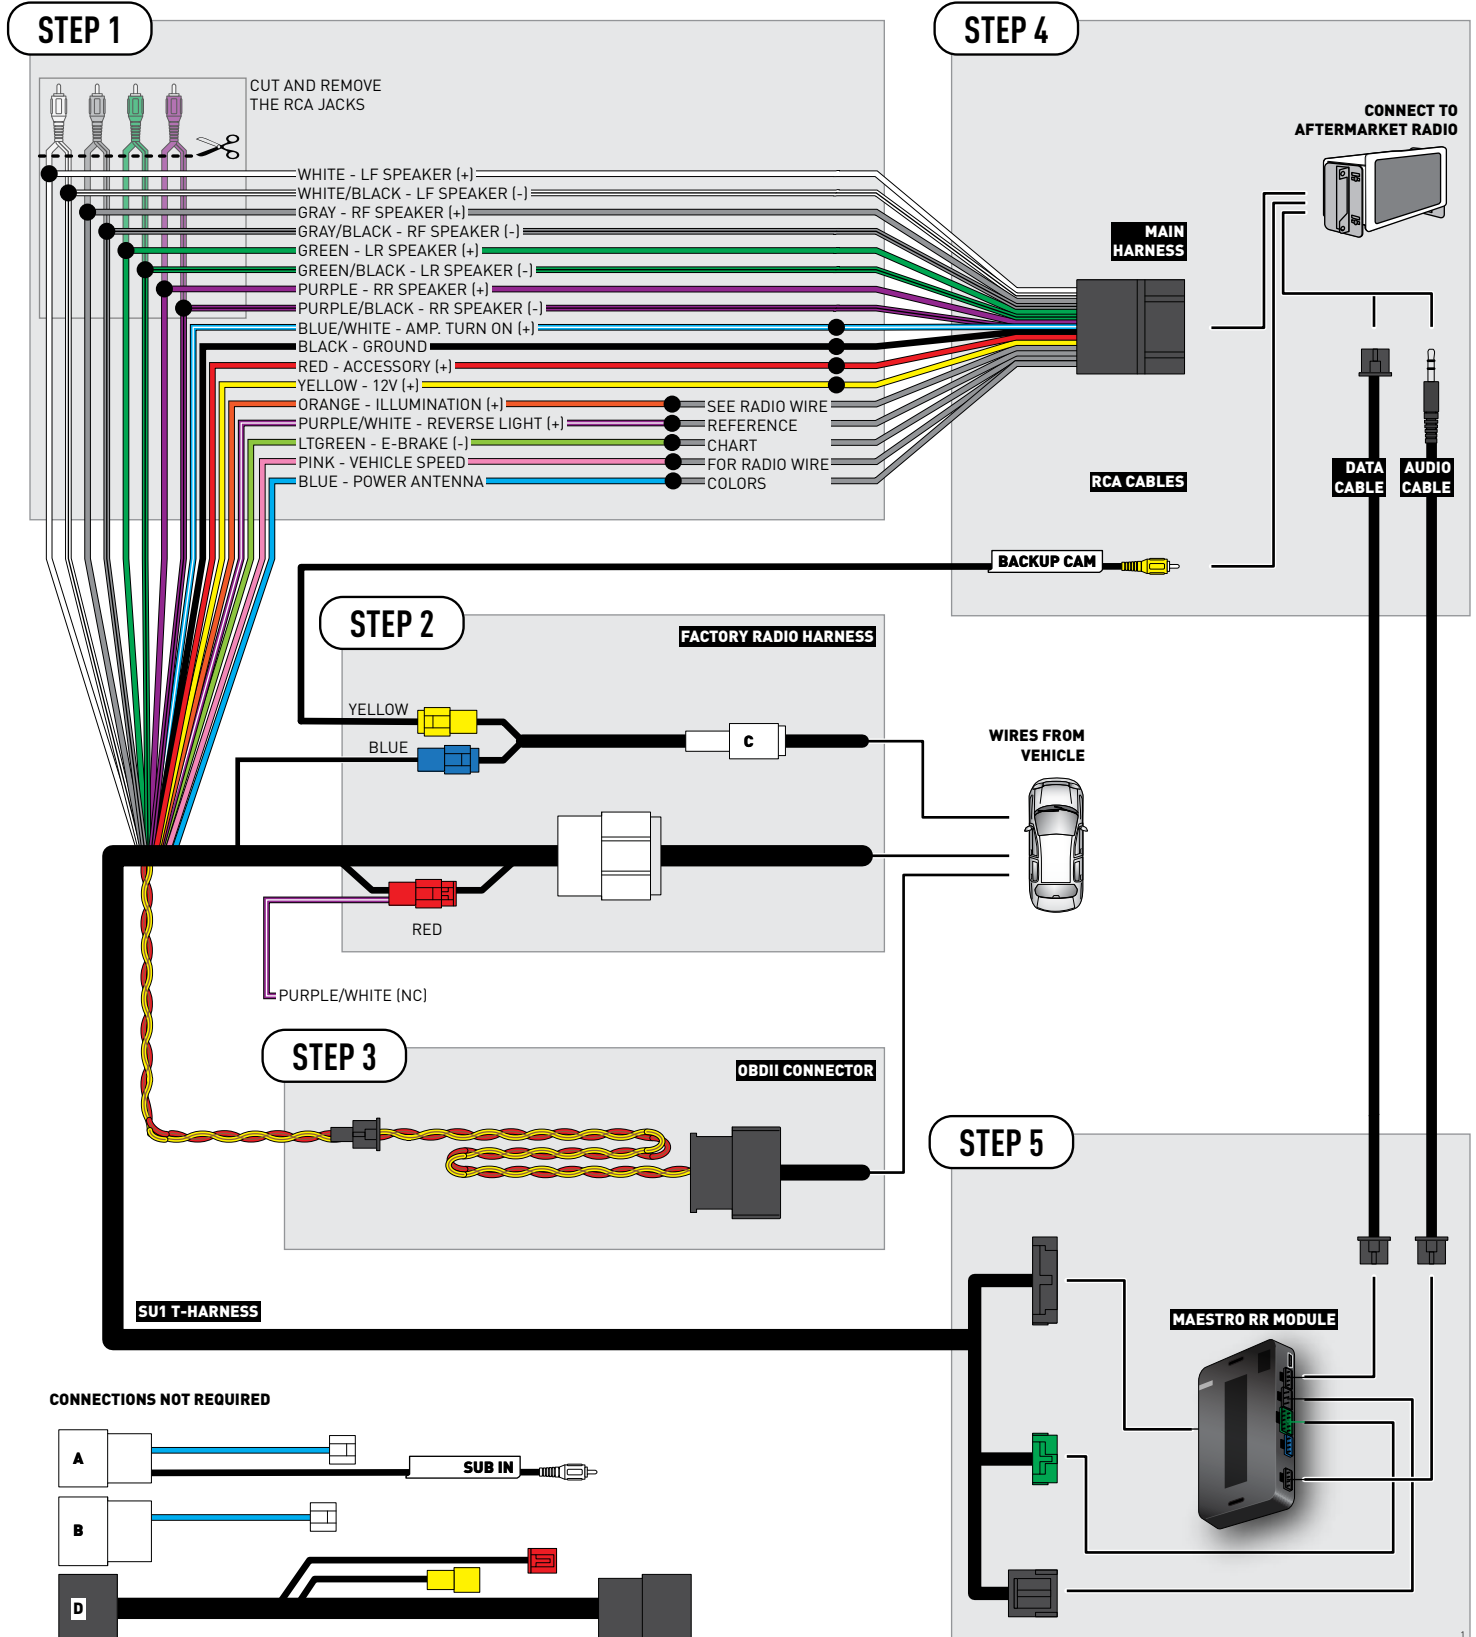 STEP 1
CUT AND REMOVE
THE RCA JACKS
WHITE - LF SPEAKER (+)
WHITE/BLACK - LF SPEAKER (-)
GRAY - RF SPEAKER (+)
GRAY/BLACK - RF SPEAKER (-)
GREEN - LR SPEAKER (+)
GREEN/BLACK - LR SPEAKER (-)
PURPLE - RR SPEAKER (+)
PURPLE/BLACK - RR SPEAKER (-)
BLUE/WHITE - AMP. TURN ON (+)
BLACK - GROUND
RED - ACCESSORY (+)
YELLOW - 12V (+)
ORANGE - ILLUMINATION (+)
PURPLE/WHITE - REVERSE LIGHT (+)
LTGREEN - E-BRAKE (-)
PINK - VEHICLE SPEED
BLUE - POWER ANTENNA
SEE RADIO WIRE
REFERENCE
CHART
FOR RADIO WIRE
COLORS
STEP 4
CONNECT TO
AFTERMARKET RADIO
MAIN
HARNESS
RCA CABLES
DATA
CABLE
AUDIO
CABLE
BACKUP CAM
STEP 2
FACTORY RADIO HARNESS
YELLOW
BLUE
C
WIRES FROM
VEHICLE
RED
PURPLE/WHITE (NC)
STEP 3
OBDII CONNECTOR
STEP 5
SU1 T-HARNESS
MAESTRO RR MODULE
CONNECTIONS NOT REQUIRED
A
SUB IN
B
D
1